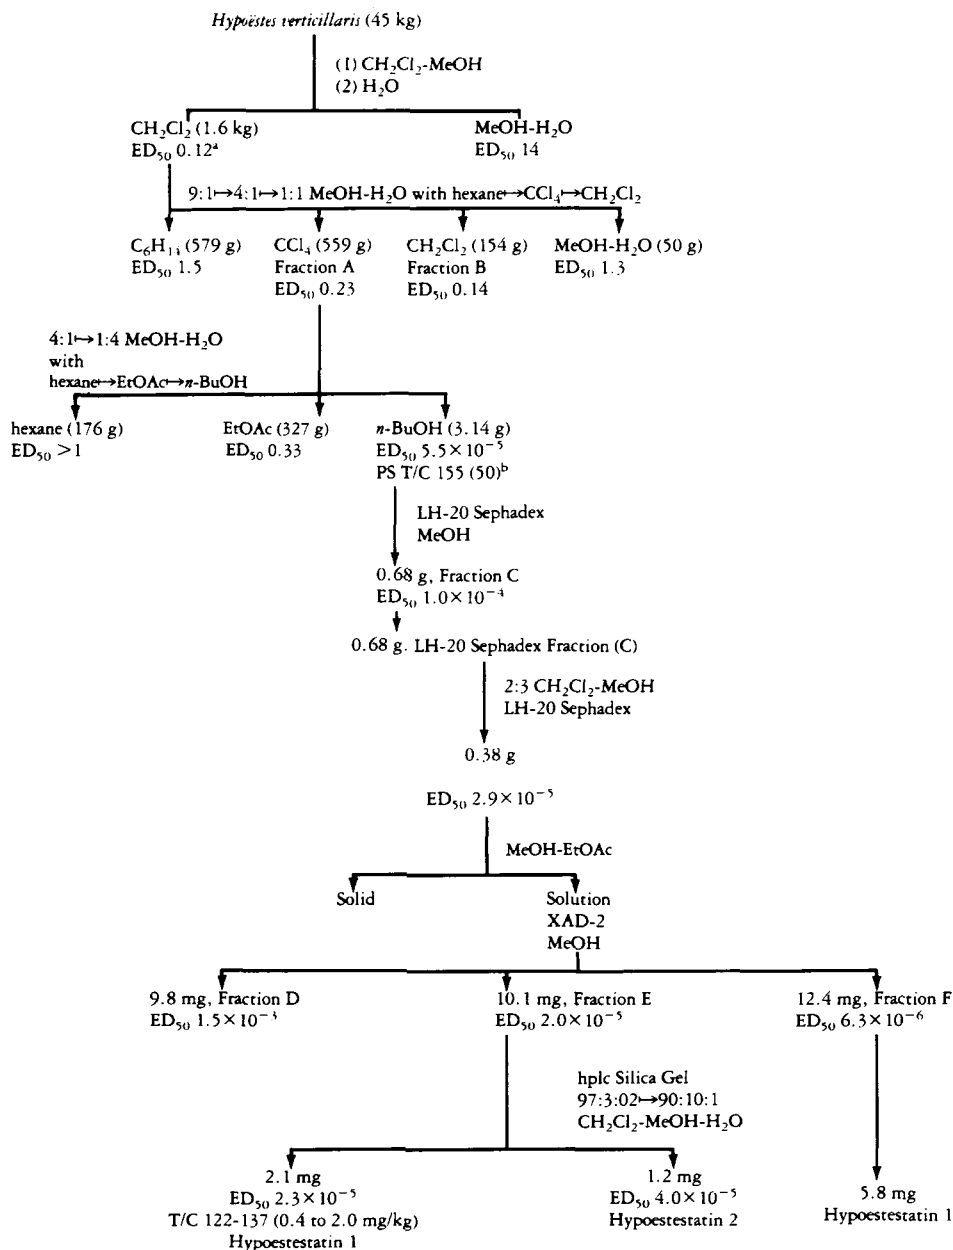 Hypoëstes verticillaris (45 kg)
(1) CH₂Cl₂-MeOH
(2) H₂O
CH₂Cl₂ (1.6 kg)
ED₅₀ 0.12ᵃ
MeOH-H₂O
ED₅₀ 14
9:1↦4:1↦1:1 MeOH-H₂O with hexane↦CCl₄↦CH₂Cl₂
C₆H₁₄ (579 g)
ED₅₀ 1.5
CCl₄ (559 g)
Fraction A
ED₅₀ 0.23
CH₂Cl₂ (154 g)
Fraction B
ED₅₀ 0.14
MeOH-H₂O (50 g)
ED₅₀ 1.3
4:1↦1:4 MeOH-H₂O
with
hexane↦EtOAc↦n-BuOH
hexane (176 g)
ED₅₀ >1
EtOAc (327 g)
ED₅₀ 0.33
n-BuOH (3.14 g)
ED₅₀ 5.5×10⁻⁵
PS T/C 155 (50)ᵇ
LH-20 Sephadex
MeOH
0.68 g, Fraction C
ED₅₀ 1.0×10⁻⁴
0.68 g. LH-20 Sephadex Fraction (C)
2:3 CH₂Cl₂-MeOH
LH-20 Sephadex
0.38 g
ED₅₀ 2.9×10⁻⁵
MeOH-EtOAc
Solid
Solution
XAD-2
MeOH
9.8 mg, Fraction D
ED₅₀ 1.5×10⁻³
10.1 mg, Fraction E
ED₅₀ 2.0×10⁻⁵
12.4 mg, Fraction F
ED₅₀ 6.3×10⁻⁶
hplc Silica Gel
97:3:02↦90:10:1
CH₂Cl₂-MeOH-H₂O
2.1 mg
ED₅₀ 2.3×10⁻⁵
T/C 122-137 (0.4 to 2.0 mg/kg)
Hypoestestatin 1
1.2 mg
ED₅₀ 4.0×10⁻⁵
Hypoestestatin 2
5.8 mg
Hypoestestatin 1